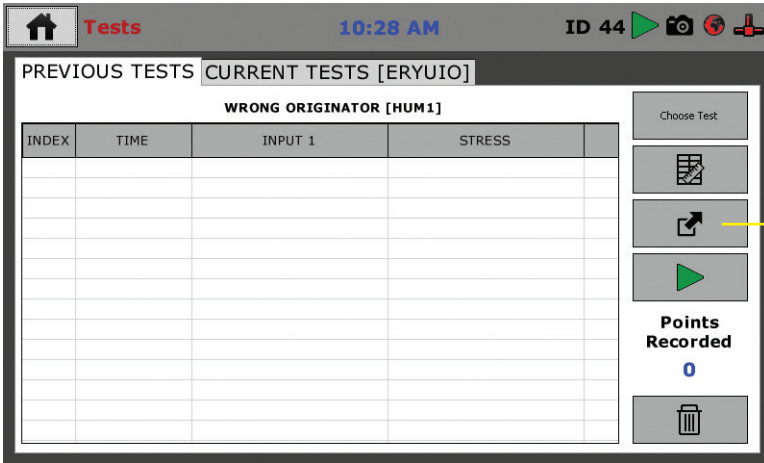 Tests 10:28 AM ID 44
PREVIOUS TESTS CURRENT TESTS [ERYUIO]
WRONG ORIGINATOR [HUM1]
Choose Test
INDEX TIME INPUT 1 STRESS
Points
Recorded
0